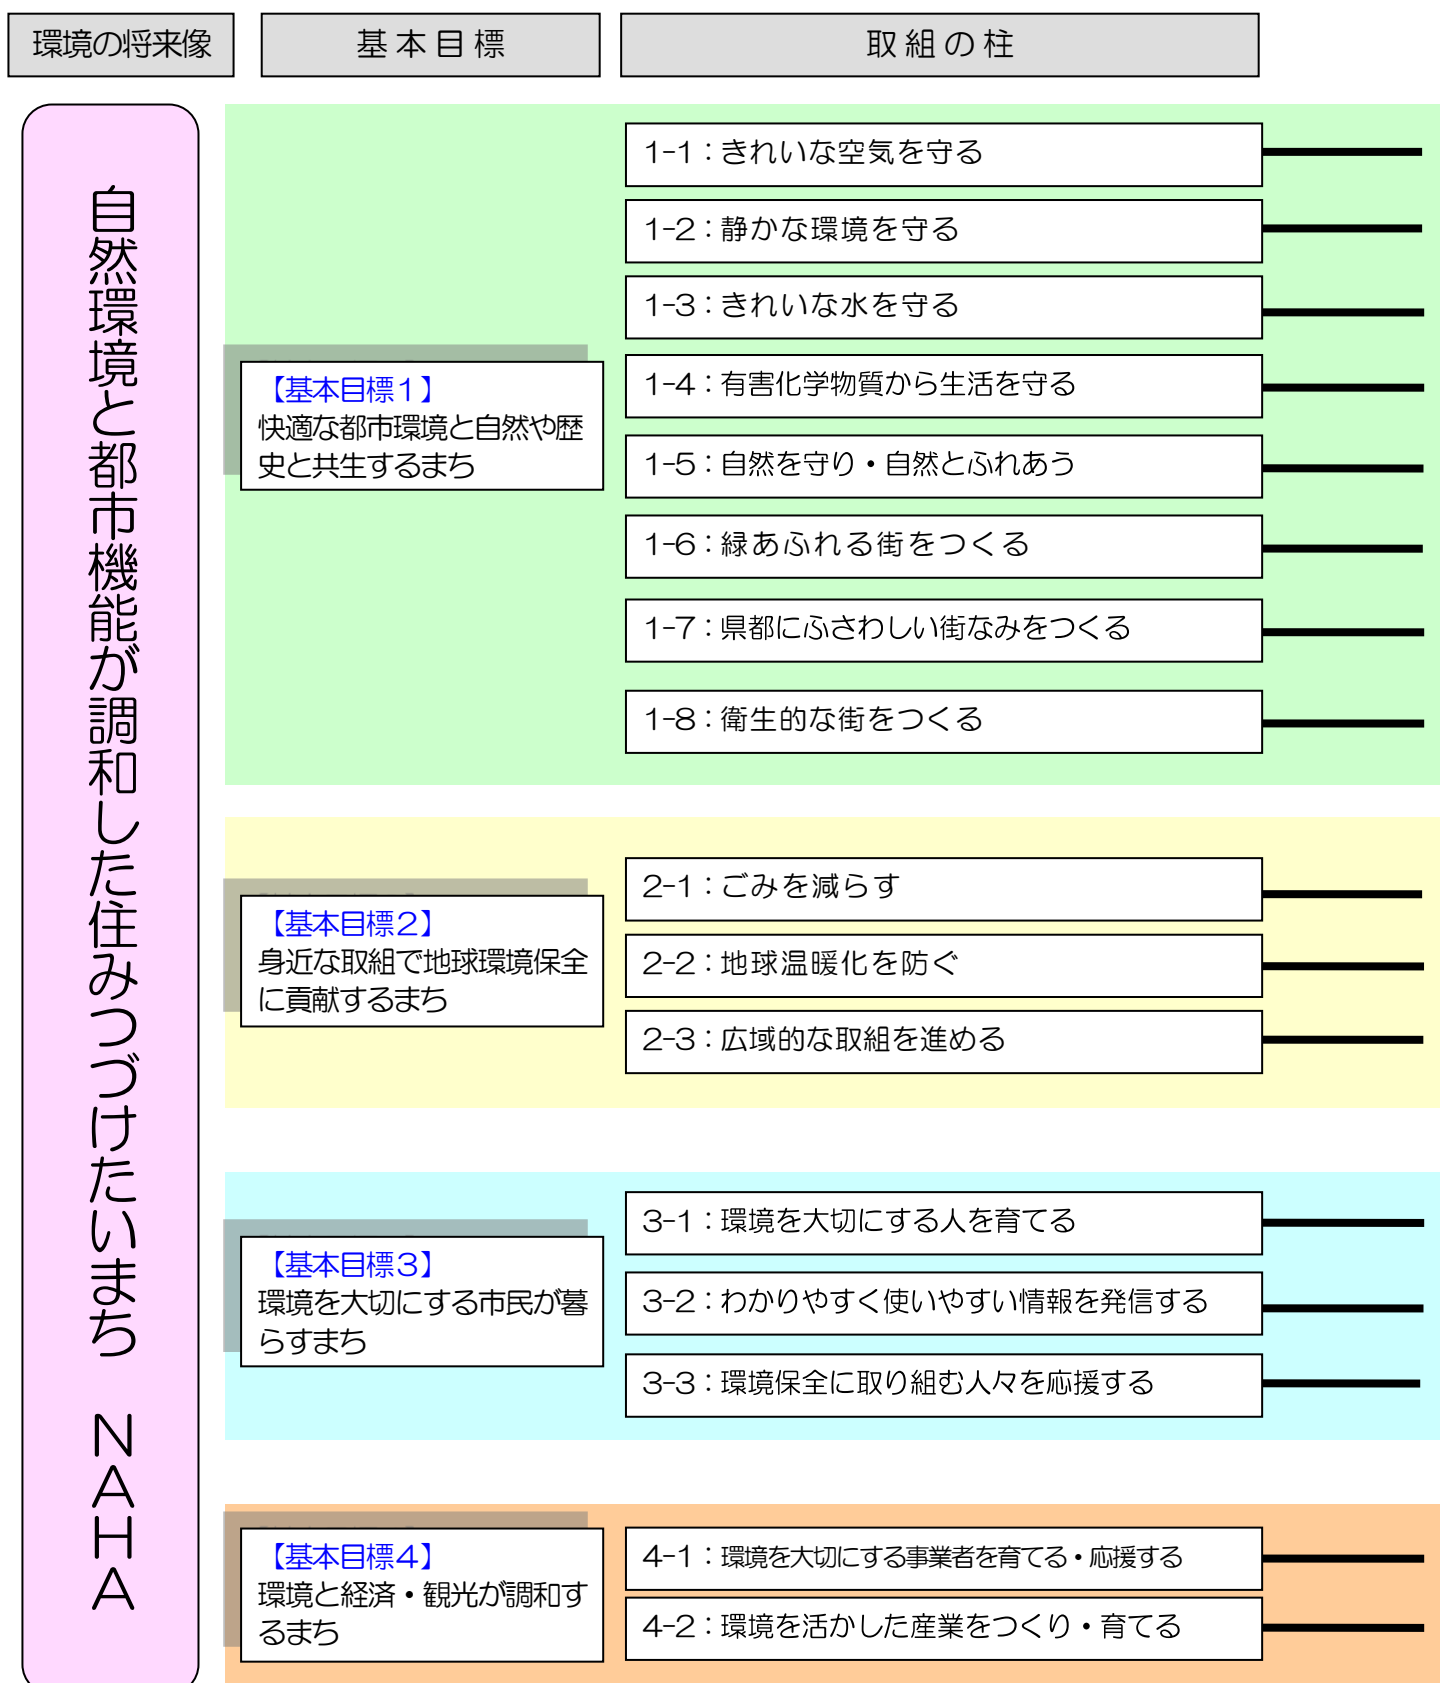 環境の将来像
基本目標
取組の柱
自然環境と都市機能が調和した住みつづけたいまち　ＮＡＨＡ
【基本目標１】
快適な都市環境と自然や歴
史と共生するまち
1-1：きれいな空気を守る
1-2：静かな環境を守る
1-3：きれいな水を守る
1-4：有害化学物質から生活を守る
1-5：自然を守り・自然とふれあう
1-6：緑あふれる街をつくる
1-7：県都にふさわしい街なみをつくる
1-8：衛生的な街をつくる
【基本目標２】
身近な取組で地球環境保全
に貢献するまち
2-1：ごみを減らす
2-2：地球温暖化を防ぐ
2-3：広域的な取組を進める
【基本目標３】
環境を大切にする市民が暮
らすまち
3-1：環境を大切にする人を育てる
3-2：わかりやすく使いやすい情報を発信する
3-3：環境保全に取り組む人々を応援する
【基本目標４】
環境と経済・観光が調和す
るまち
4-1：環境を大切にする事業者を育てる・応援する
4-2：環境を活かした産業をつくり・育てる